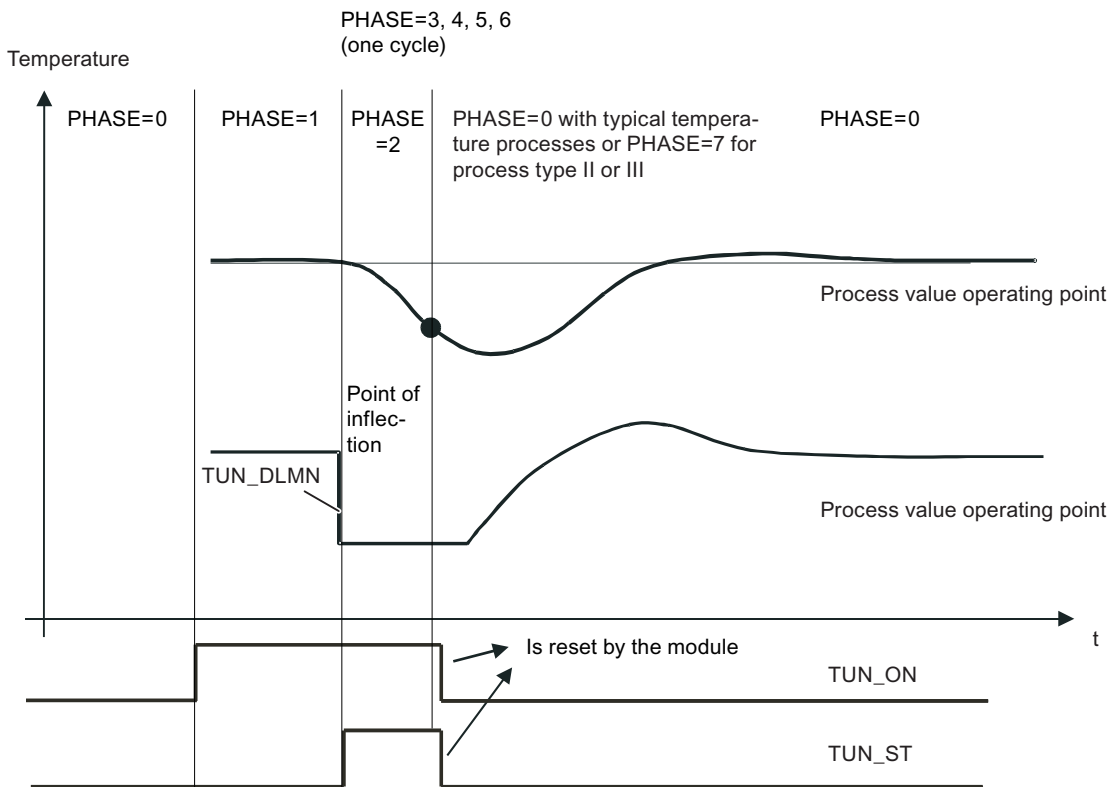 PHASE=3, 4, 5, 6
(one cycle)
Temperature
PHASE=0
PHASE=1
PHASE
=2
PHASE=0 with typical tempera-
ture processes or PHASE=7 for
process type II or III
PHASE=0
Process value operating point
Point of
inflec-
tion
TUN_DLMN
Process value operating point
t
Is reset by the module
TUN_ON
TUN_ST